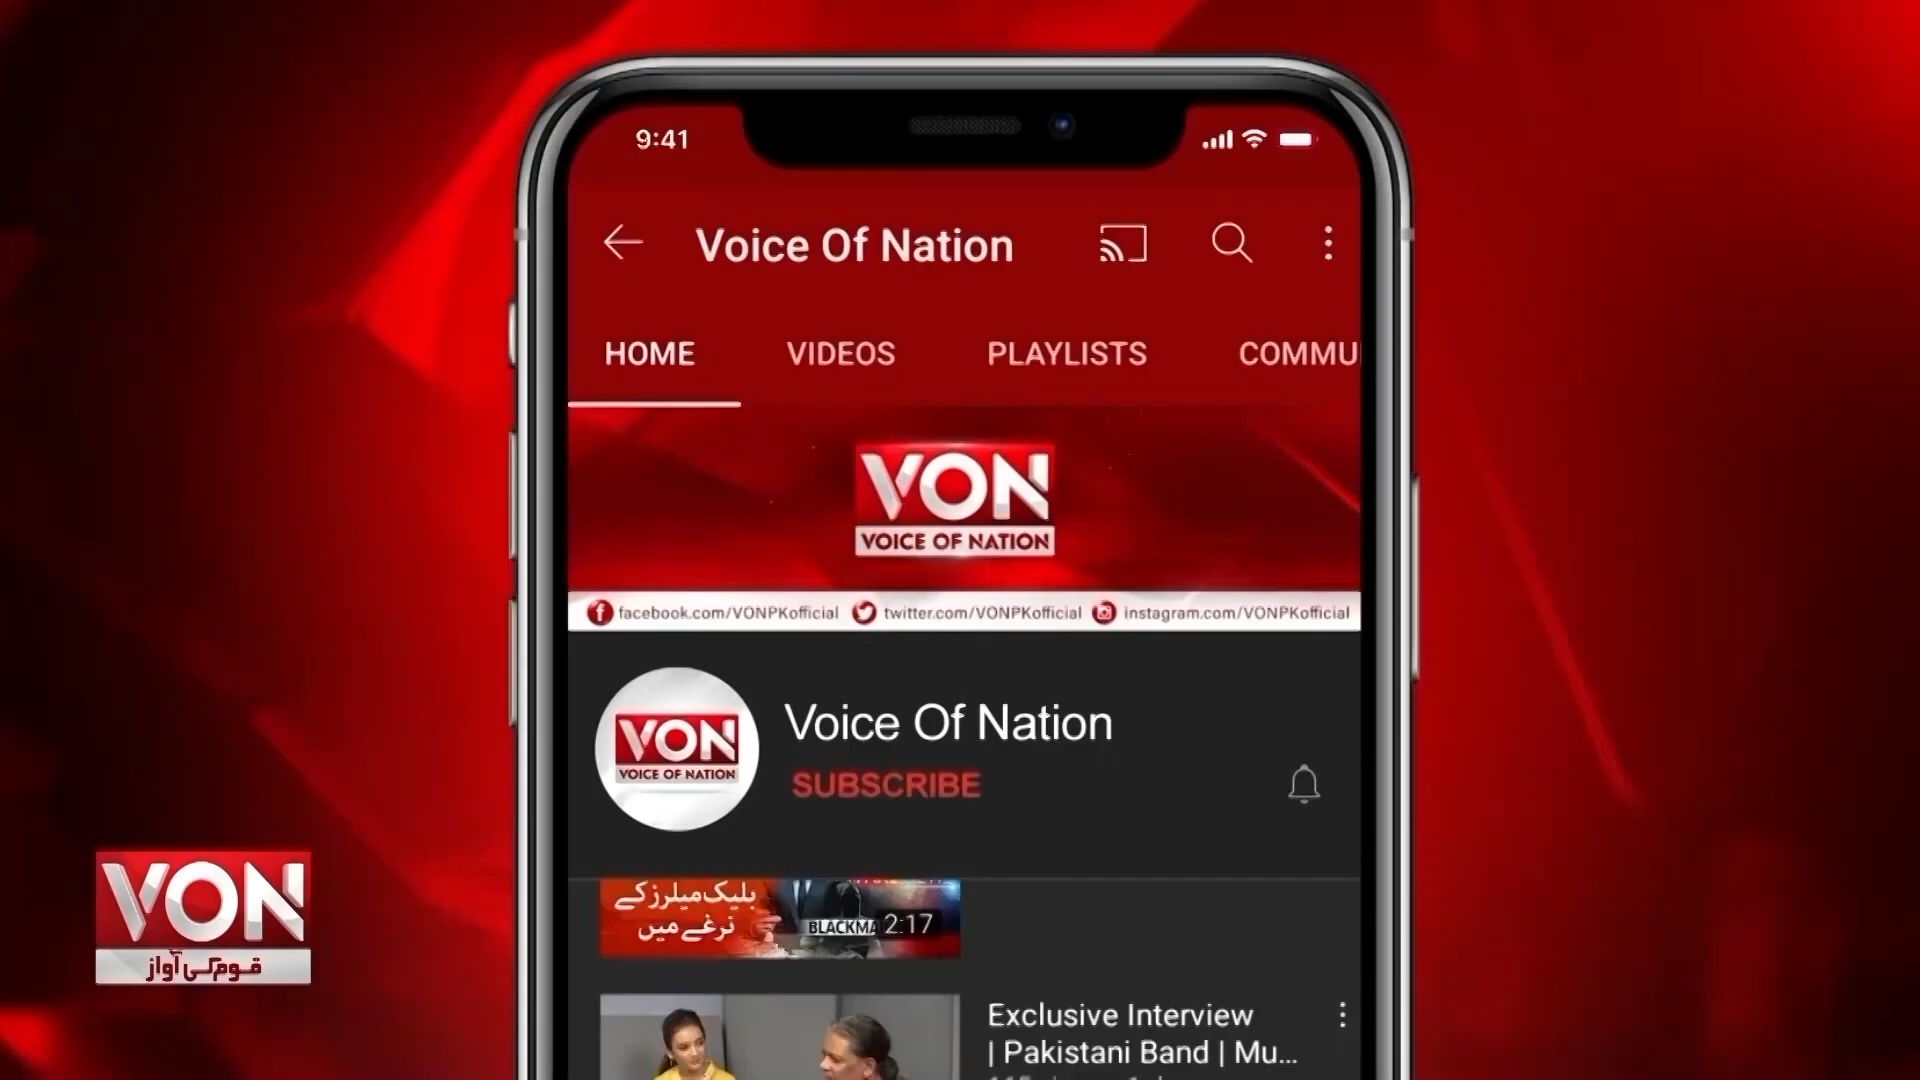 9:41
Voice Of Nation
HOME VIDEOS PLAYLISTS COMMU
VON
VOICE OF NATION
facebook.com/VONPKofficial twitter.com/VONPKofficial instagram.com/VONPKofficial
VON
VOICE OF NATION
Voice Of Nation
SUBSCRIBE
بلیک میلرز کے
نرغے میں
BLACKMA 2:17
VON
قوم کی آواز
Exclusive Interview
| Pakistani Band | Mu...